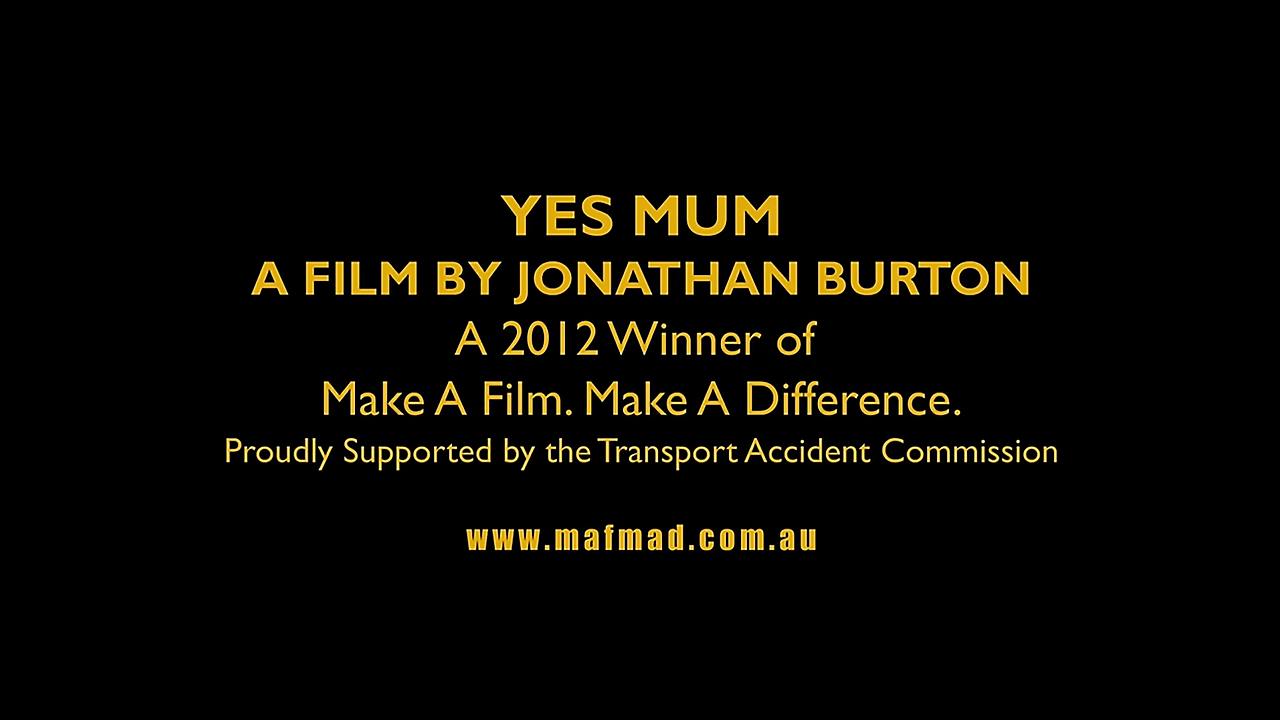 YES MUM
A FILM BY JONATHAN BURTON
A 2012 Winner of
Make A Film. Make A Difference.
Proudly Supported by the Transport Accident Commission
www.mafmad.com.au